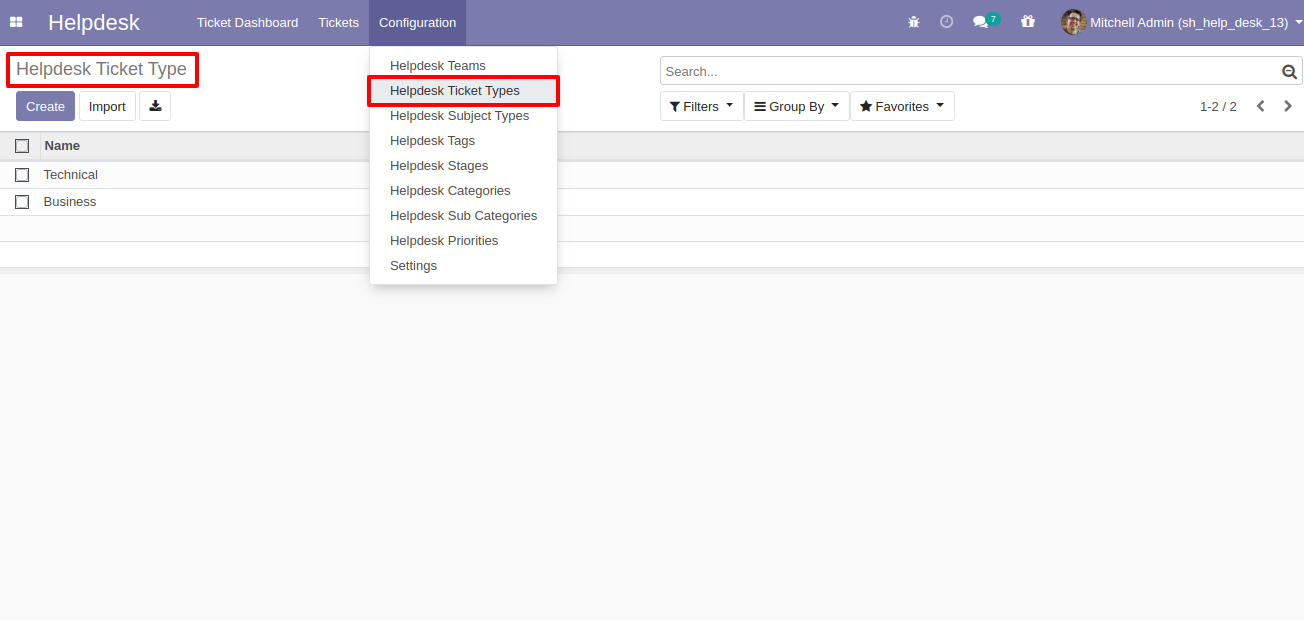 Helpdesk Ticket Dashboard Tickets Configuration 7 Mitchell Admin (sh_help_desk_13)
Helpdesk Ticket Type
Search...
Create Import
Filters Group By Favorites 1-2 / 2
Helpdesk Teams
Helpdesk Ticket Types
Helpdesk Subject Types
Helpdesk Tags
Helpdesk Stages
Helpdesk Categories
Helpdesk Sub Categories
Helpdesk Priorities
Settings
Name
Technical
Business